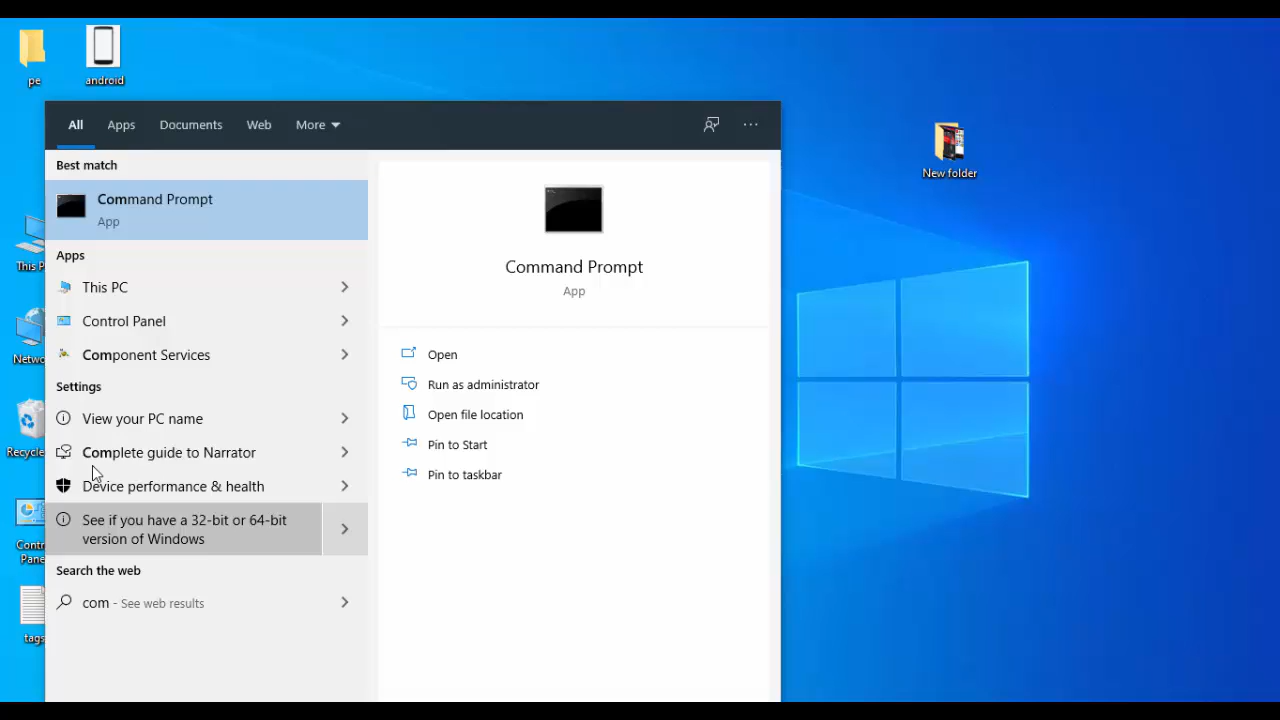 pe
android
All
Apps
Documents
Web
More
Best match
Command Prompt
App
Apps
This PC
Control Panel
Component Services
Settings
View your PC name
Complete guide to Narrator
Device performance & health
See if you have a 32-bit or 64-bit
version of Windows
Search the web
com - See web results
Command Prompt
App
Open
Run as administrator
Open file location
Pin to Start
Pin to taskbar
New folder
This P
Netwo
Recycle
Contr
Pane
tags